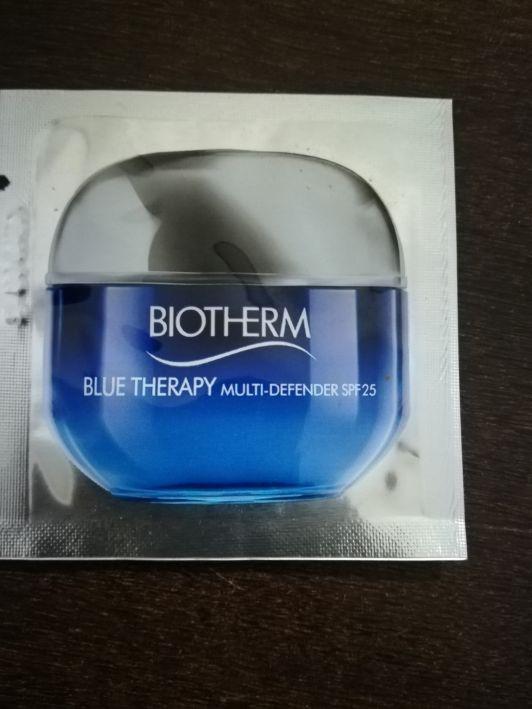 BIOTHERM
BLUE THERAPY MULTI-DEFENDER SPF25